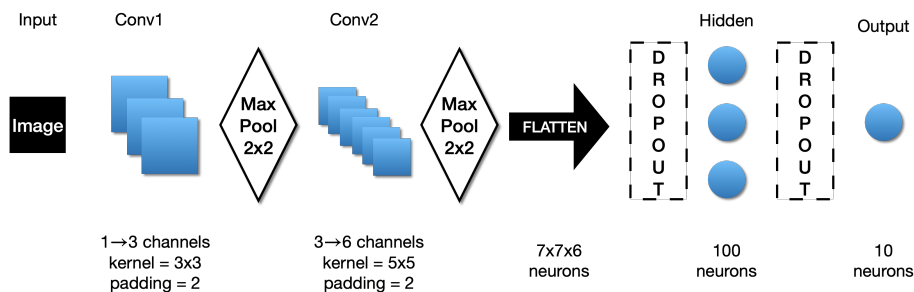 Input
Conv1
Conv2
Hidden
Output
Image
Max
Pool
2x2
Max
Pool
2x2
FLATTEN
D
R
O
P
O
U
T
D
R
O
P
O
U
T
1→3 channels
kernel = 3x3
padding = 2
3→6 channels
kernel = 5x5
padding = 2
7x7x6
neurons
100
neurons
10
neurons